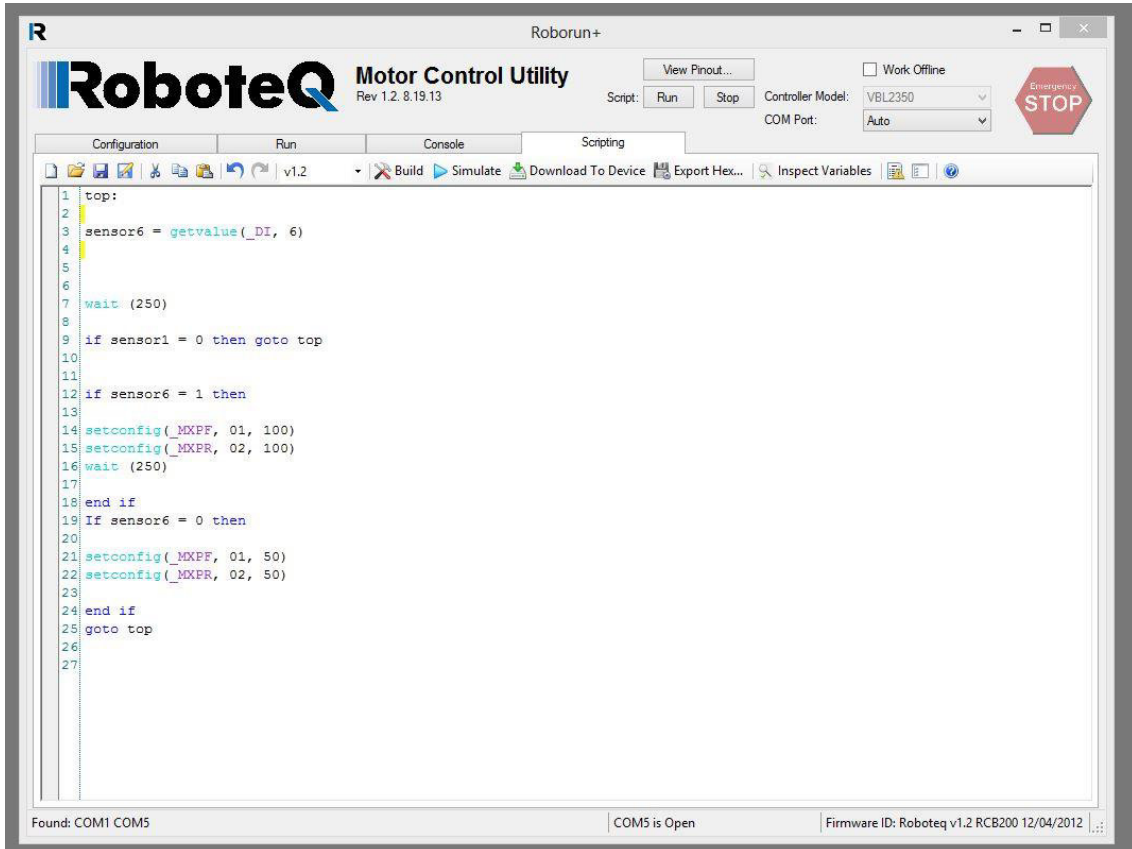 R
Roborun+
RoboteQ
Motor Control Utility
Rev 1.2. 8.19.13
View Pinout...
Script: Run Stop
Work Offline
Controller Model: VBL2350
COM Port: Auto
Emergency
STOP
Configuration Run Console Scripting
v1.2 Build Simulate Download To Device Export Hex... Inspect Variables
1 top:
2
3 sensor6 = getvalue(_DI, 6)
4
5
6
7 wait (250)
8
9 if sensor1 = 0 then goto top
10
11
12 if sensor6 = 1 then
13
14 setconfig(_MXPF, 01, 100)
15 setconfig(_MXPR, 02, 100)
16 wait (250)
17
18 end if
19 If sensor6 = 0 then
20
21 setconfig(_MXPF, 01, 50)
22 setconfig(_MXPR, 02, 50)
23
24 end if
25 goto top
26
27
Found: COM1 COM5 COM5 is Open Firmware ID: Roboteq v1.2 RCB200 12/04/2012